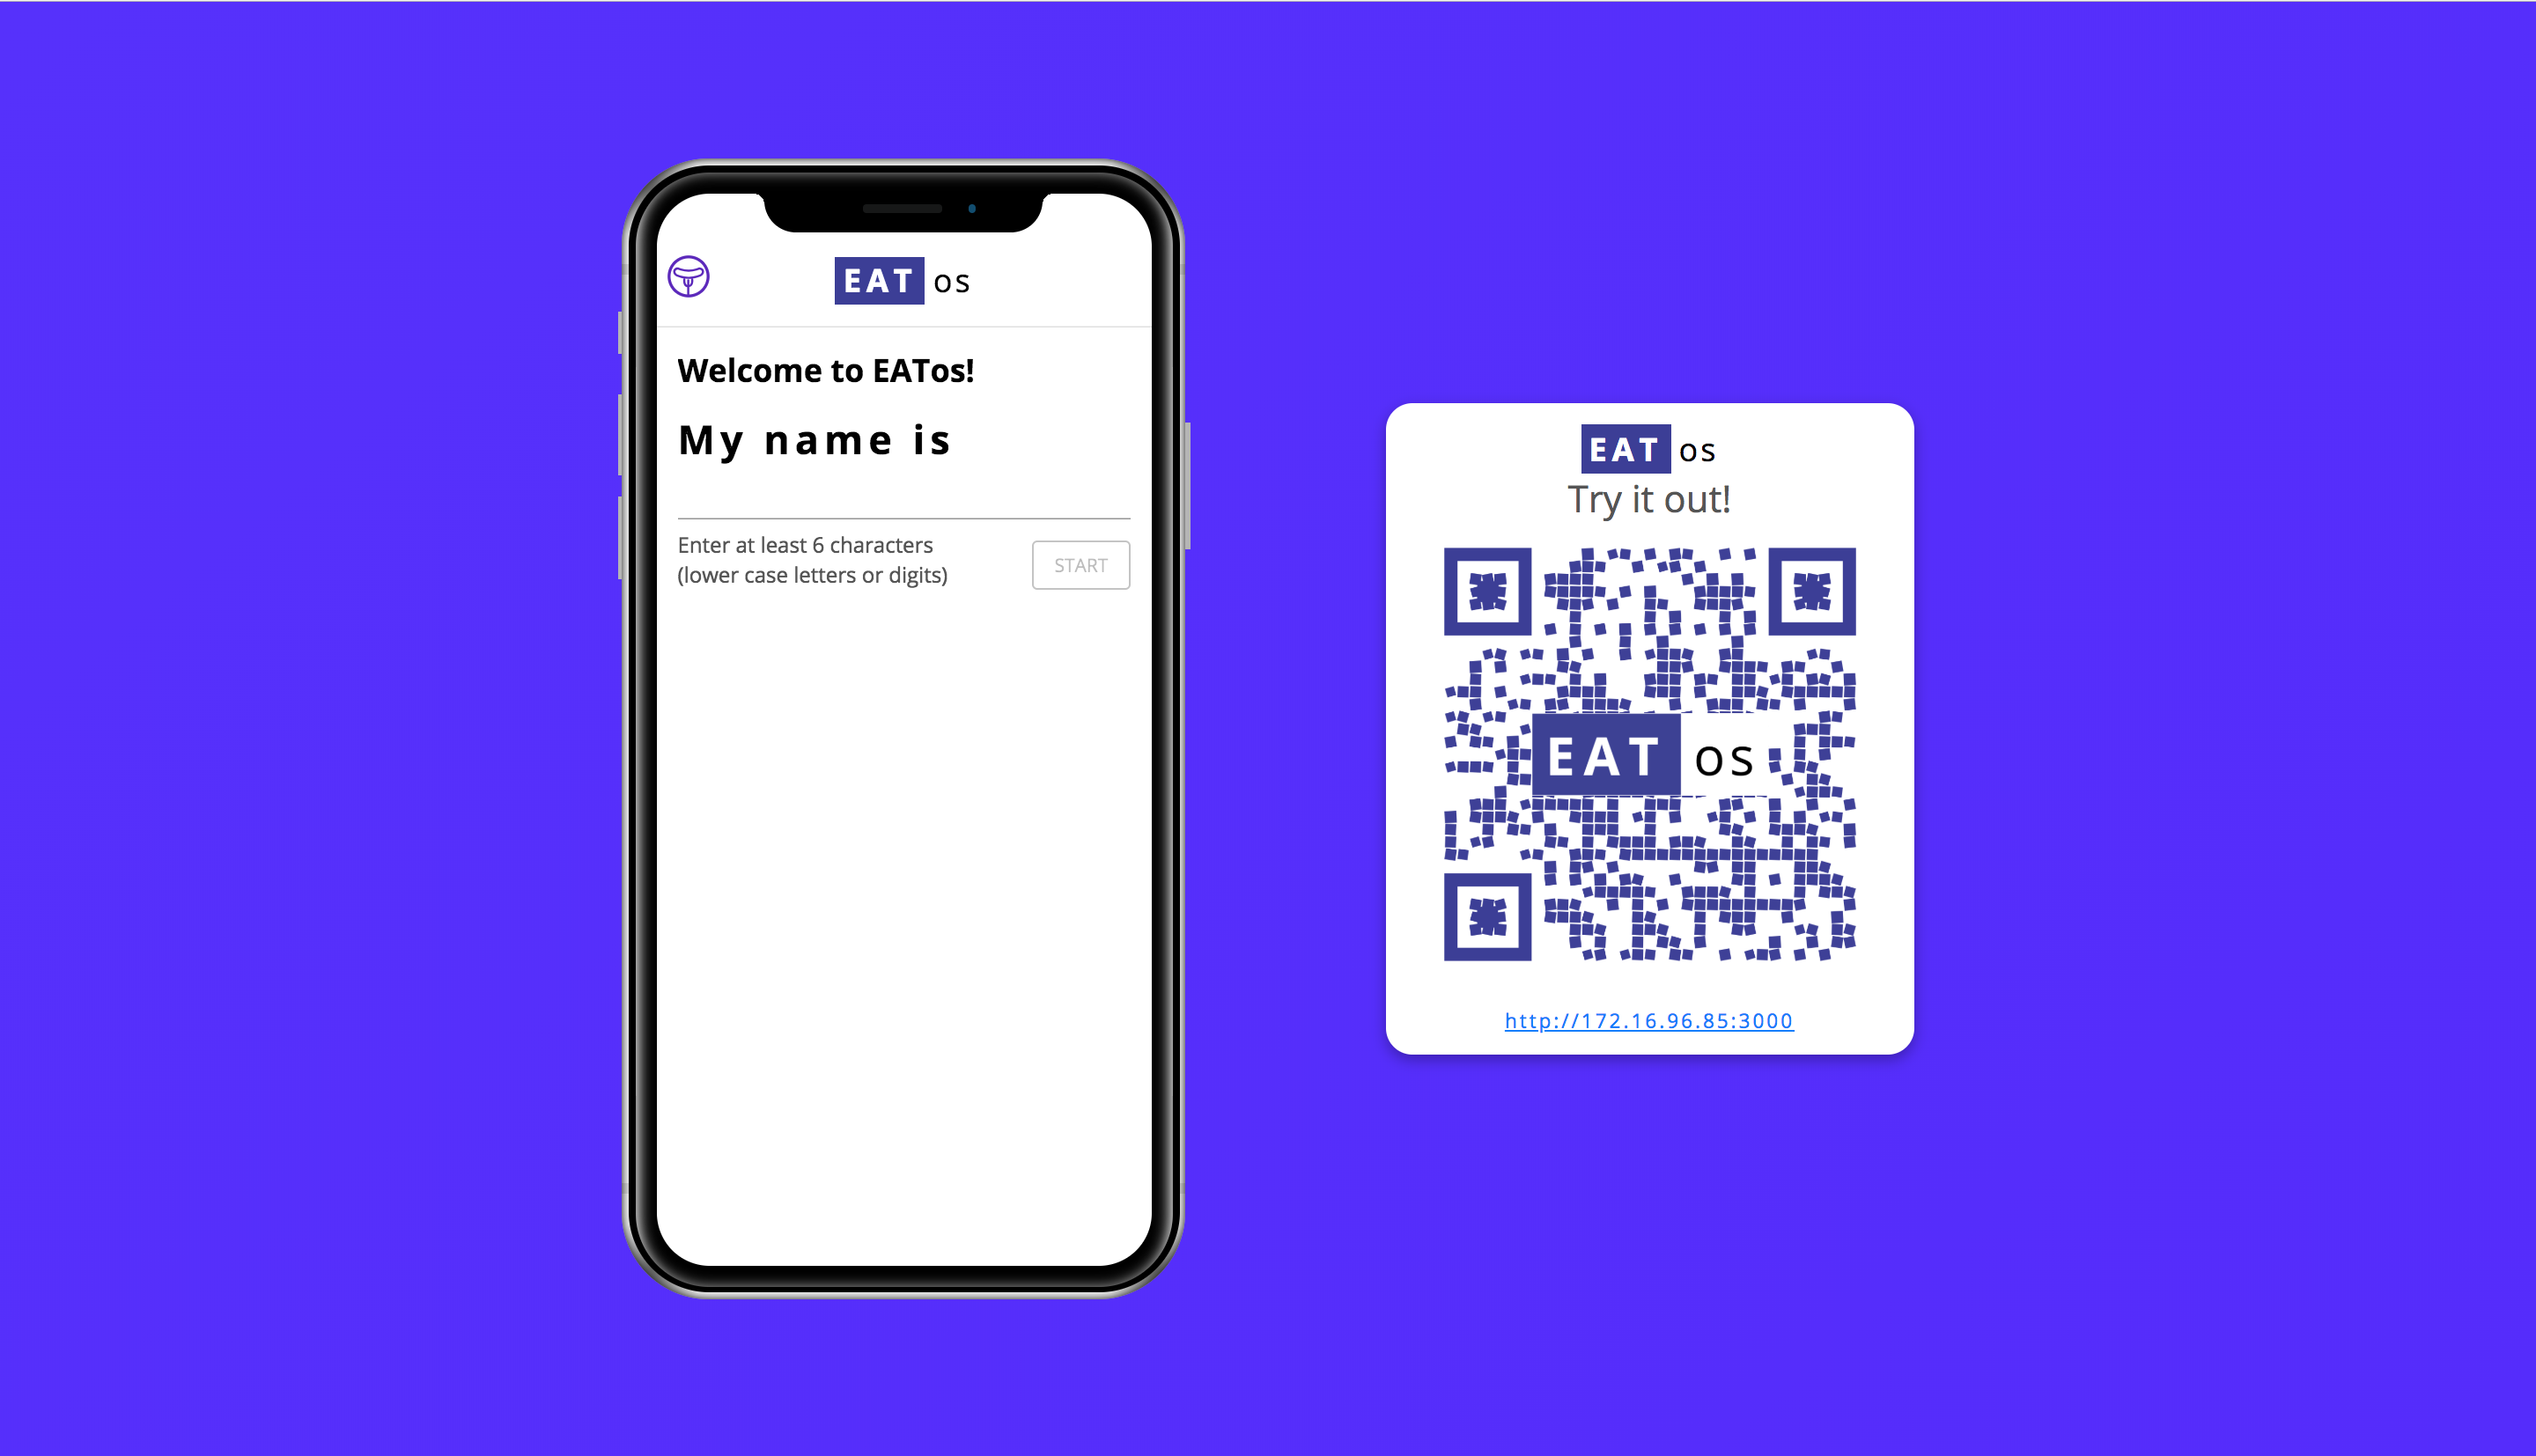 EAT os
Welcome to EATos!
My name is
Enter at least 6 characters
(lower case letters or digits)
START
EAT os
Try it out!
EAT os
http://172.16.96.85:3000